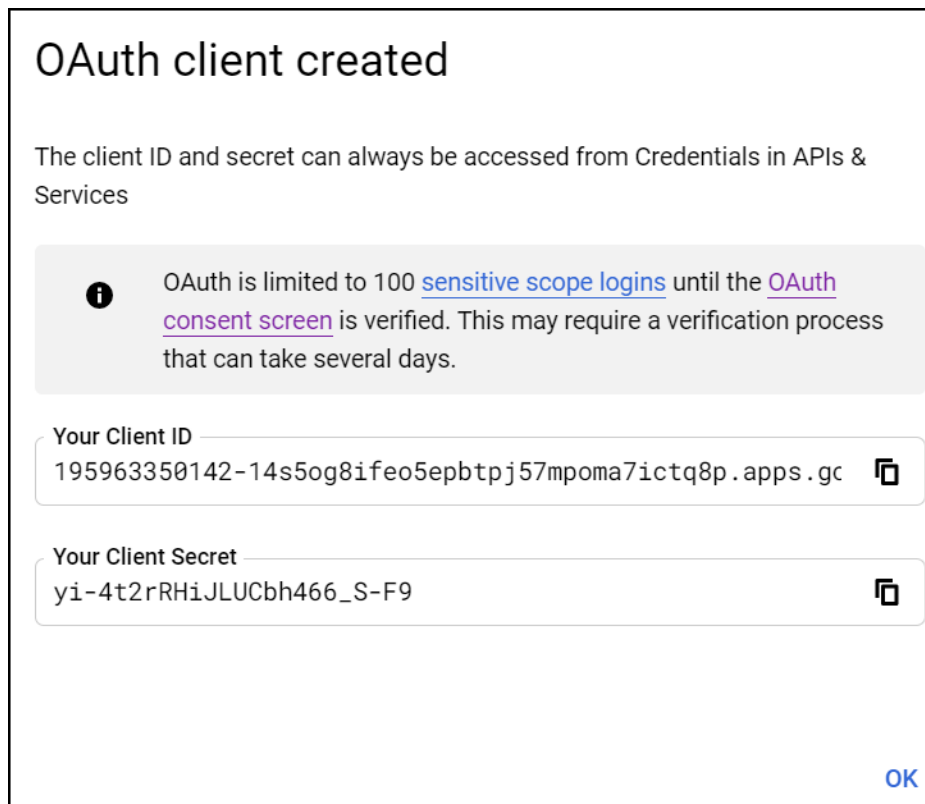 OAuth client created
The client ID and secret can always be accessed from Credentials in APIs &
Services
OAuth is limited to 100 sensitive scope logins until the OAuth
consent screen is verified. This may require a verification process
that can take several days.
Your Client ID
195963350142-14s5og8ifeo5epbtpj57mpoma7ictq8p.apps.gc
Your Client Secret
yi-4t2rRHiJLUCbh466_S-F9
OK